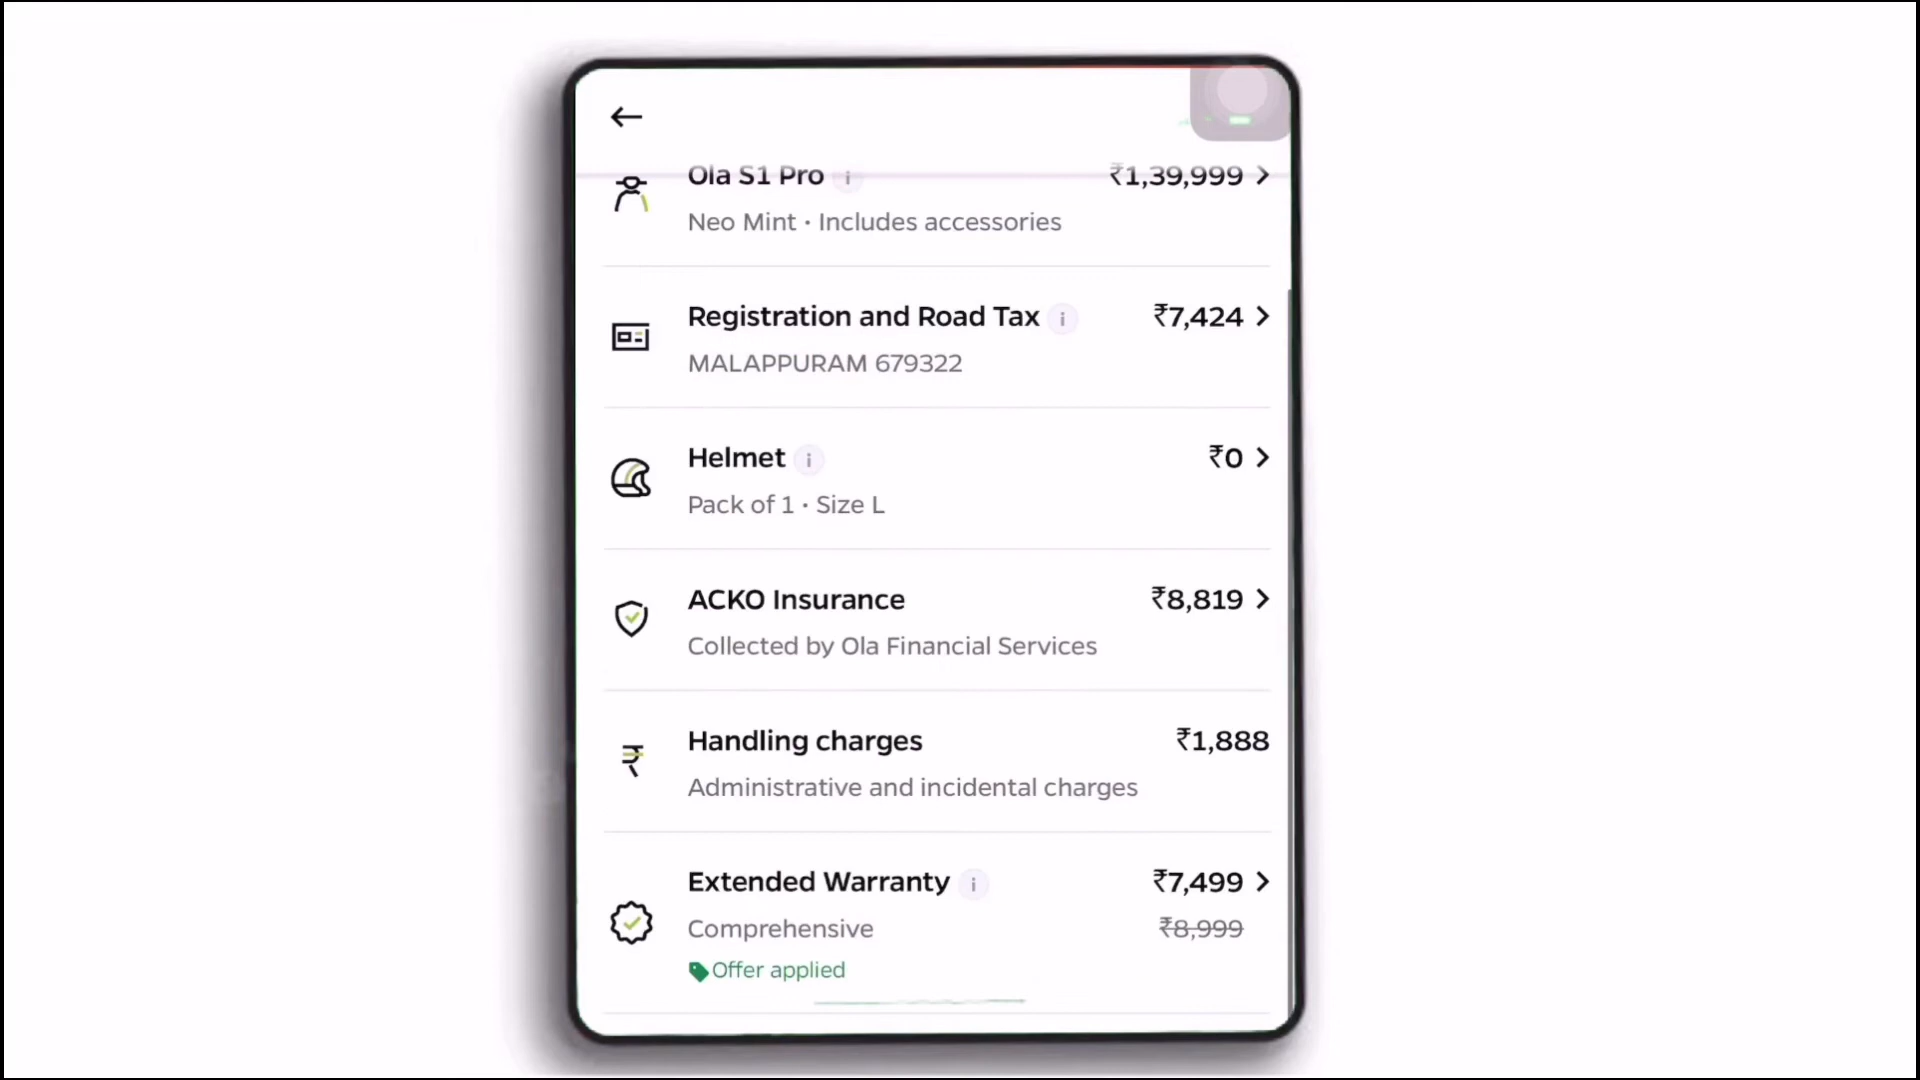 Ola S1 Pro i ₹1,39,999
Neo Mint • Includes accessories
Registration and Road Tax i ₹7,424
MALAPPURAM 679322
Helmet i ₹0
Pack of 1 • Size L
ACKO Insurance ₹8,819
Collected by Ola Financial Services
Handling charges ₹1,888
Administrative and incidental charges
Extended Warranty i ₹7,499
Comprehensive ₹8,999
Offer applied